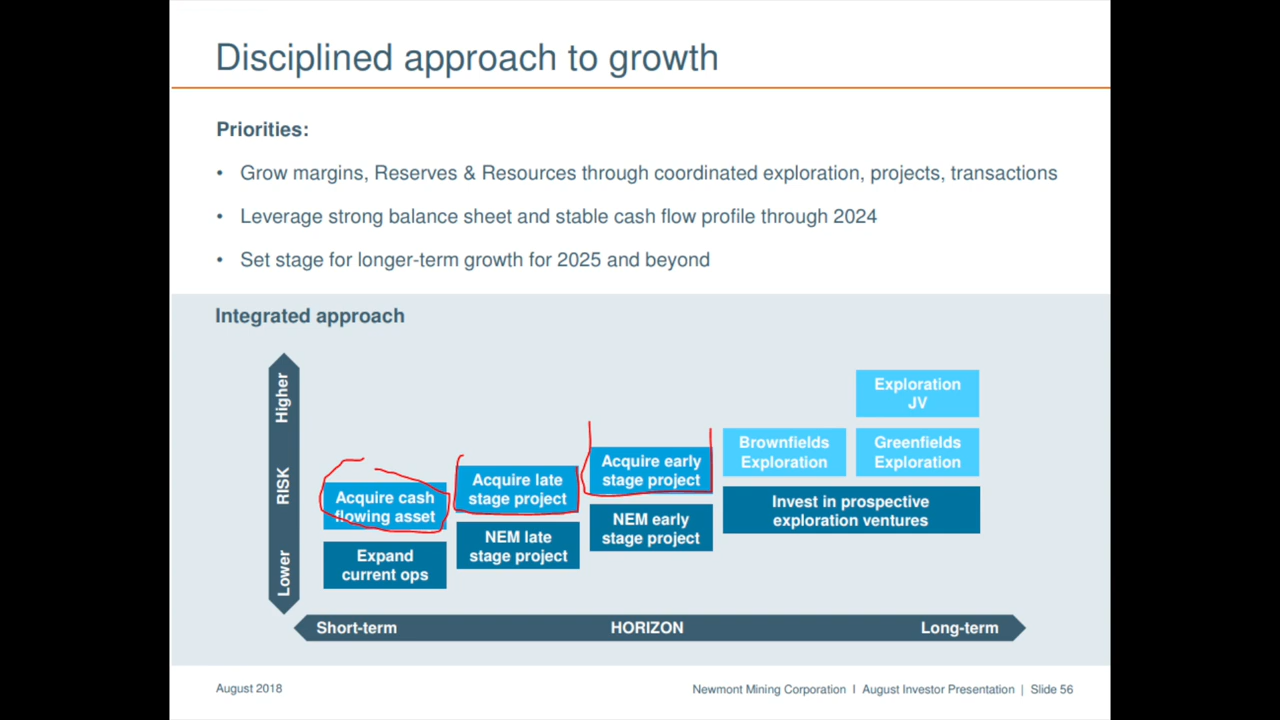 Disciplined approach to growth
Priorities:
• Grow margins, Reserves & Resources through coordinated exploration, projects, transactions
• Leverage strong balance sheet and stable cash flow profile through 2024
• Set stage for longer-term growth for 2025 and beyond
Integrated approach
Higher
RISK
Lower
Acquire cash
flowing asset
Expand
current ops
Acquire late
stage project
NEM late
stage project
Acquire early
stage project
NEM early
stage project
Brownfields
Exploration
Exploration
JV
Greenfields
Exploration
Invest in prospective
exploration ventures
Short-term HORIZON Long-term
August 2018
Newmont Mining Corporation I August Investor Presentation | Slide 56